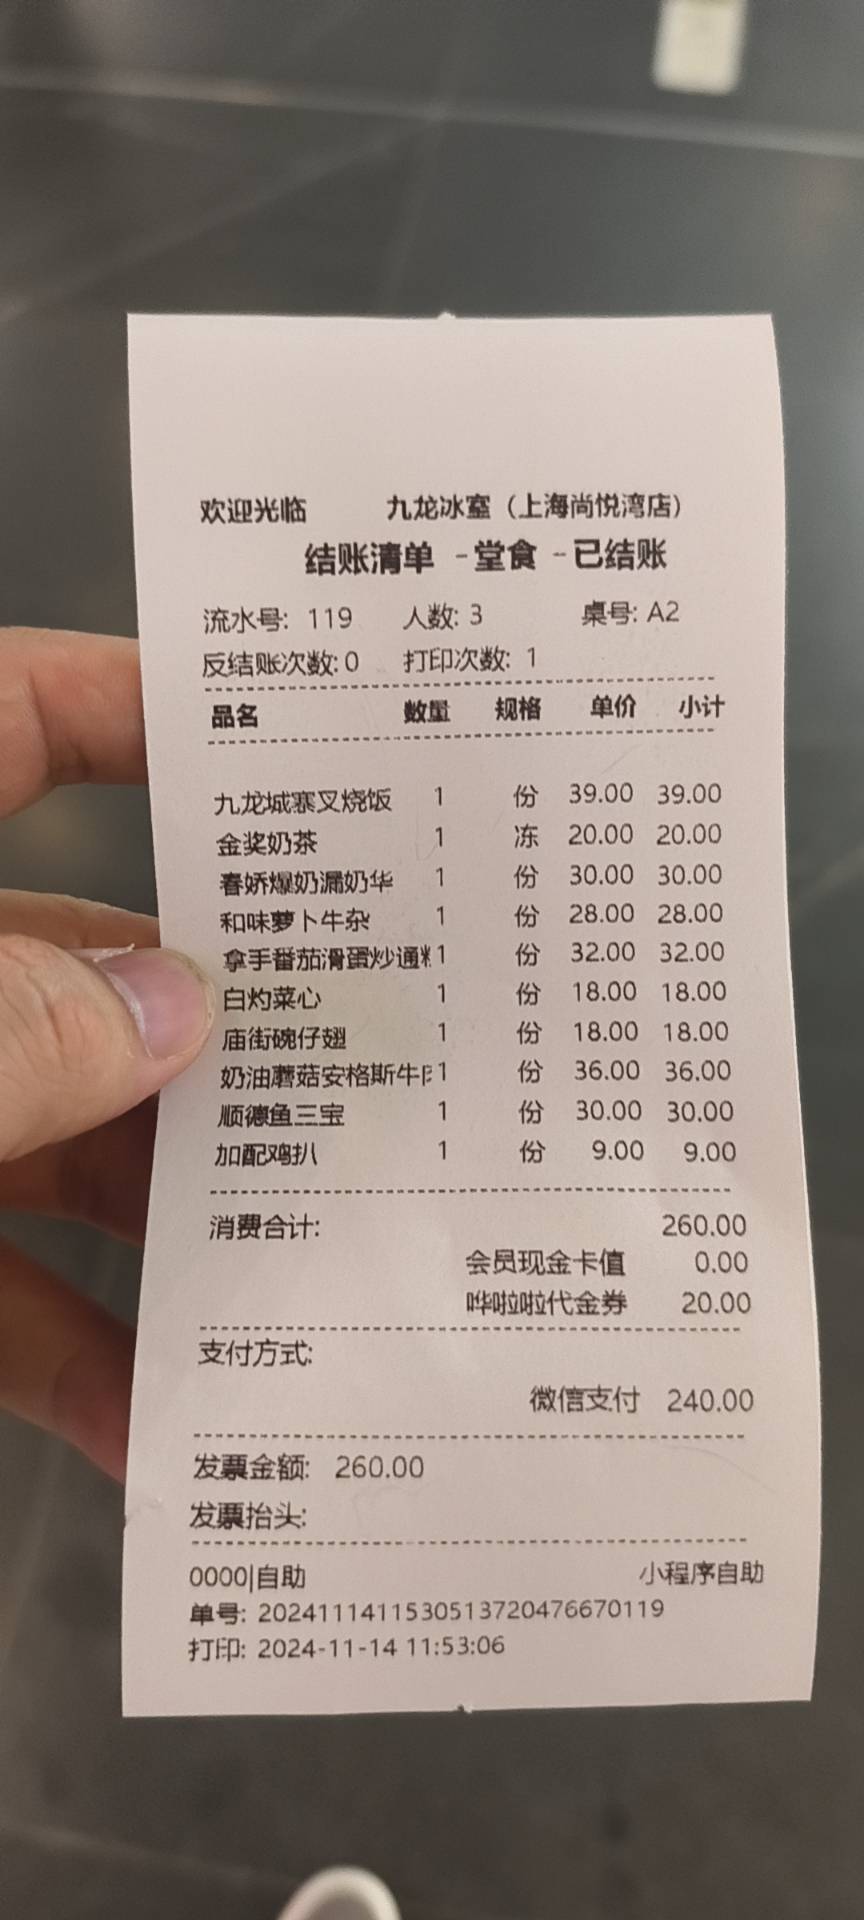 欢迎光临 九龙冰室（上海尚悦湾店）
结账清单 -堂食 -已结账
流水号: 119 人数: 3 桌号: A2
反结账次数: 0 打印次数: 1
品名 数量 规格 单价 小计
九龙城寨叉烧饭 1 份 39.00 39.00
金奖奶茶 1 冻 20.00 20.00
春娇爆奶漏奶华 1 份 30.00 30.00
和味萝卜牛杂 1 份 28.00 28.00
拿手番茄滑蛋炒通 1 份 32.00 32.00
白灼菜心 1 份 18.00 18.00
庙街碗仔翅 1 份 18.00 18.00
奶油蘑菇安格斯牛 1 份 36.00 36.00
顺德鱼三宝 1 份 30.00 30.00
加配鸡扒 1 份 9.00 9.00
消费合计: 260.00
会员现金卡值 0.00
哗啦啦代金券 20.00
支付方式:
微信支付 240.00
发票金额: 260.00
发票抬头:
0000|自助 小程序自助
单号: 20241114115305137204766​70119
打印: 2024-11-14 11:53:06